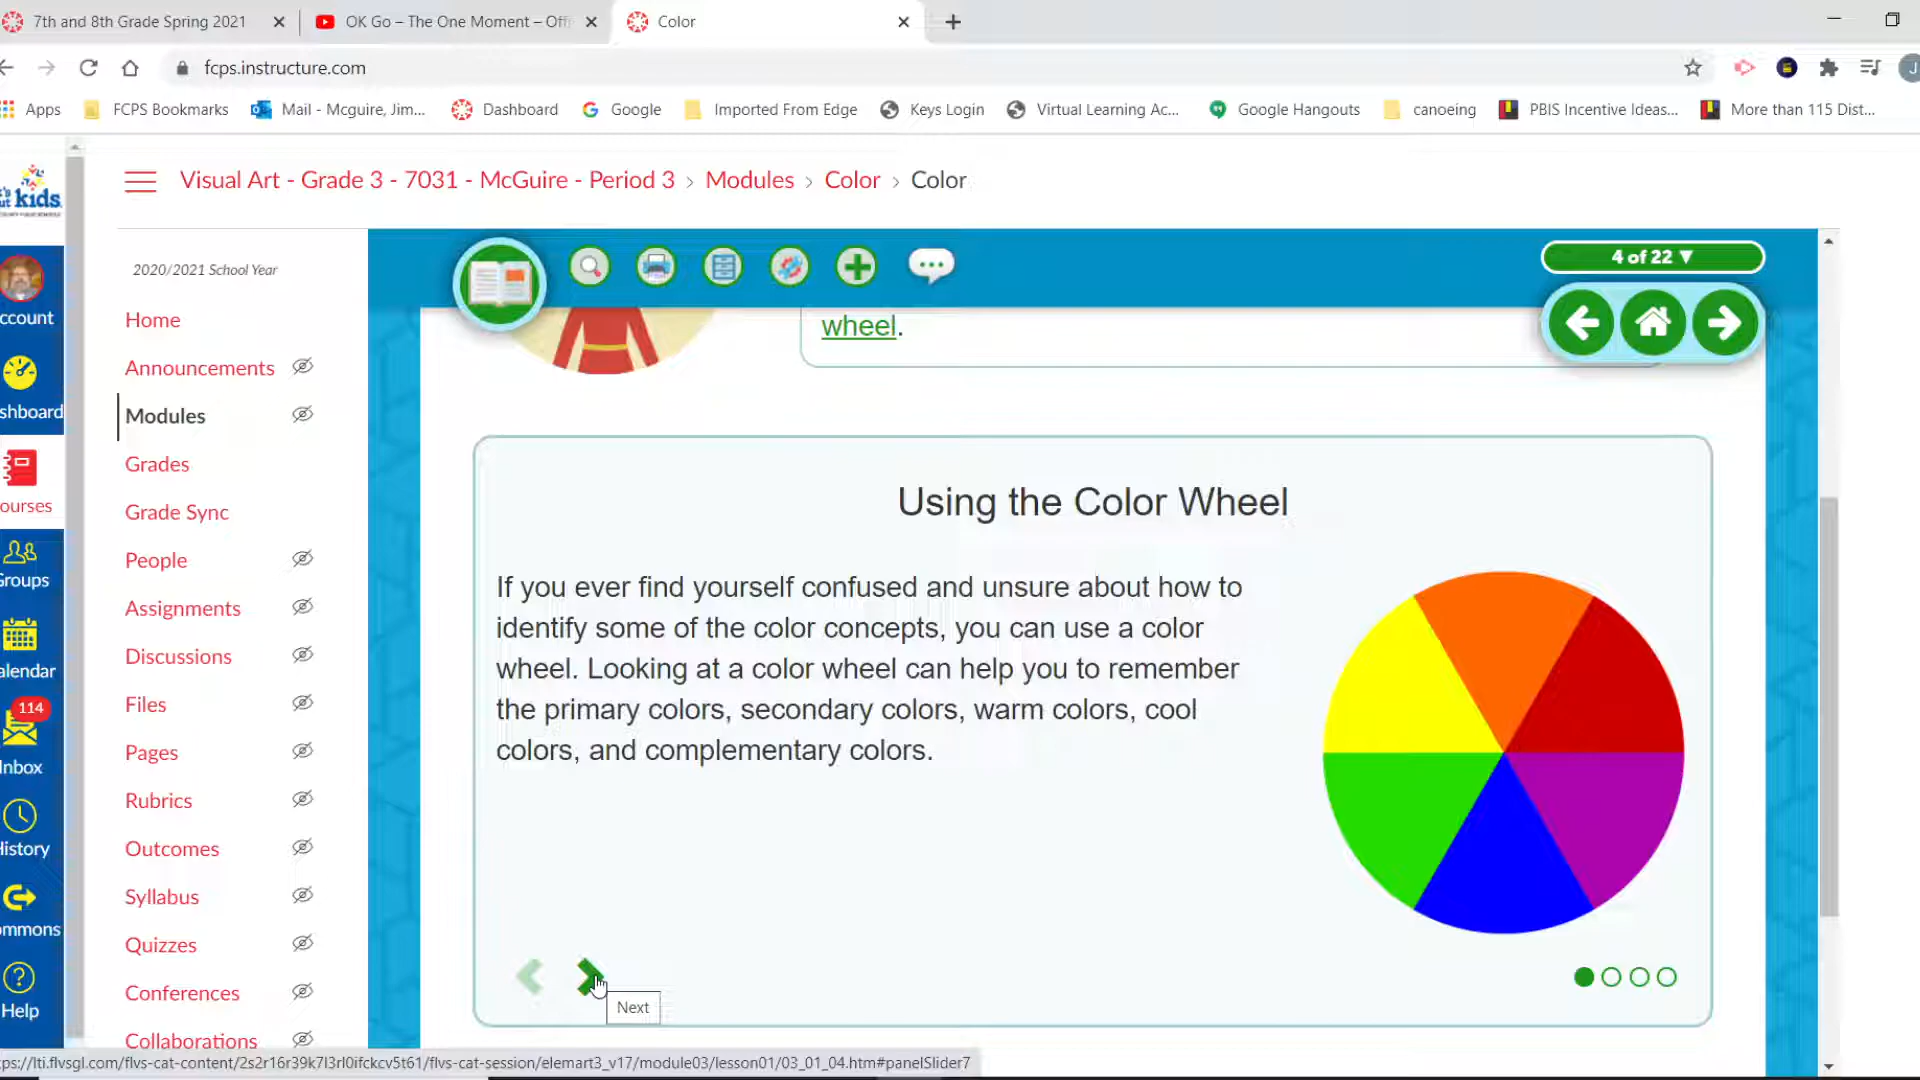 7th and 8th Grade Spring 2021
OK Go – The One Moment – Offi
Color
fcps.instructure.com
Apps
FCPS Bookmarks
Mail - Mcguire, Jim...
Dashboard
Google
Imported From Edge
Keys Login
Virtual Learning Ac...
Google Hangouts
canoeing
PBIS Incentive Ideas...
More than 115 Dist...
J
kids
Visual Art - Grade 3 - 7031 - McGuire - Period 3 › Modules › Color › Color
2020/2021 School Year
ccount
shboard
ourses
Groups
alendar
114
Inbox
History
mmons
Help
Home
Announcements
Modules
Grades
Grade Sync
People
Assignments
Discussions
Files
Pages
Rubrics
Outcomes
Syllabus
Quizzes
Conferences
Collaborations
4 of 22 ▼
wheel.
Using the Color Wheel
If you ever find yourself confused and unsure about how to
identify some of the color concepts, you can use a color
wheel. Looking at a color wheel can help you to remember
the primary colors, secondary colors, warm colors, cool
colors, and complementary colors.
Next
ps://lti.flvsgl.com/flvs-cat-content/2s2r16r39k7l3rl0ifckcv5t61/flvs-cat-session/elemart3_v17/module03/lesson01/03_01_04.htm#panelSlider7